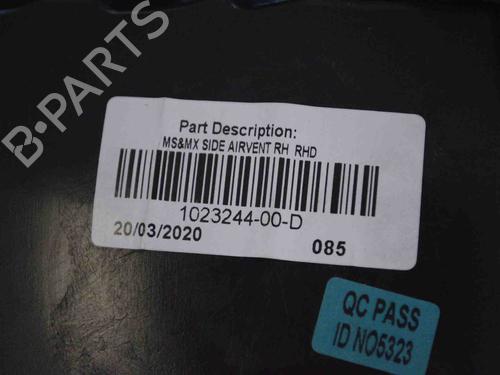 B-PARTS
Part Description:
MS&MX SIDE AIRVENT RH RHD
1023244-00-D
20/03/2020
085
QC PASS
ID NO5323